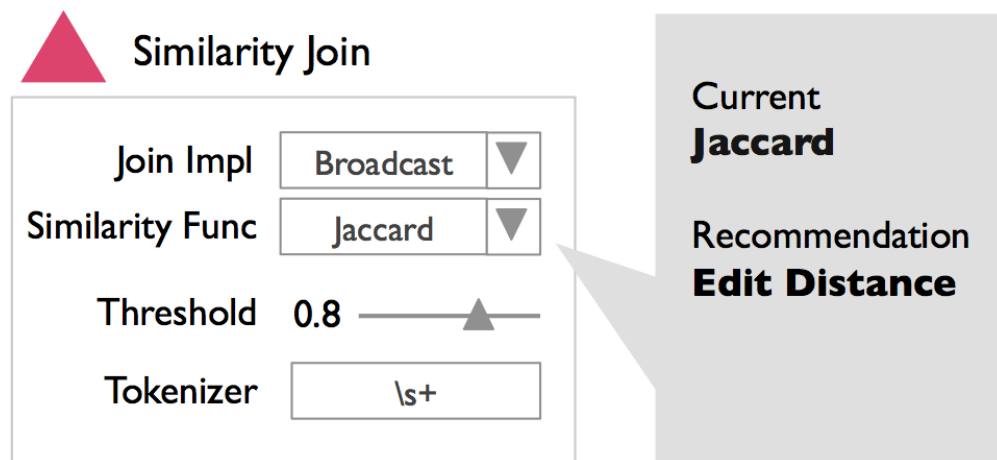 Similarity Join
Join Impl Broadcast
Similarity Func Jaccard
Threshold 0.8
Tokenizer \s+
Current
Jaccard
Recommendation
Edit Distance